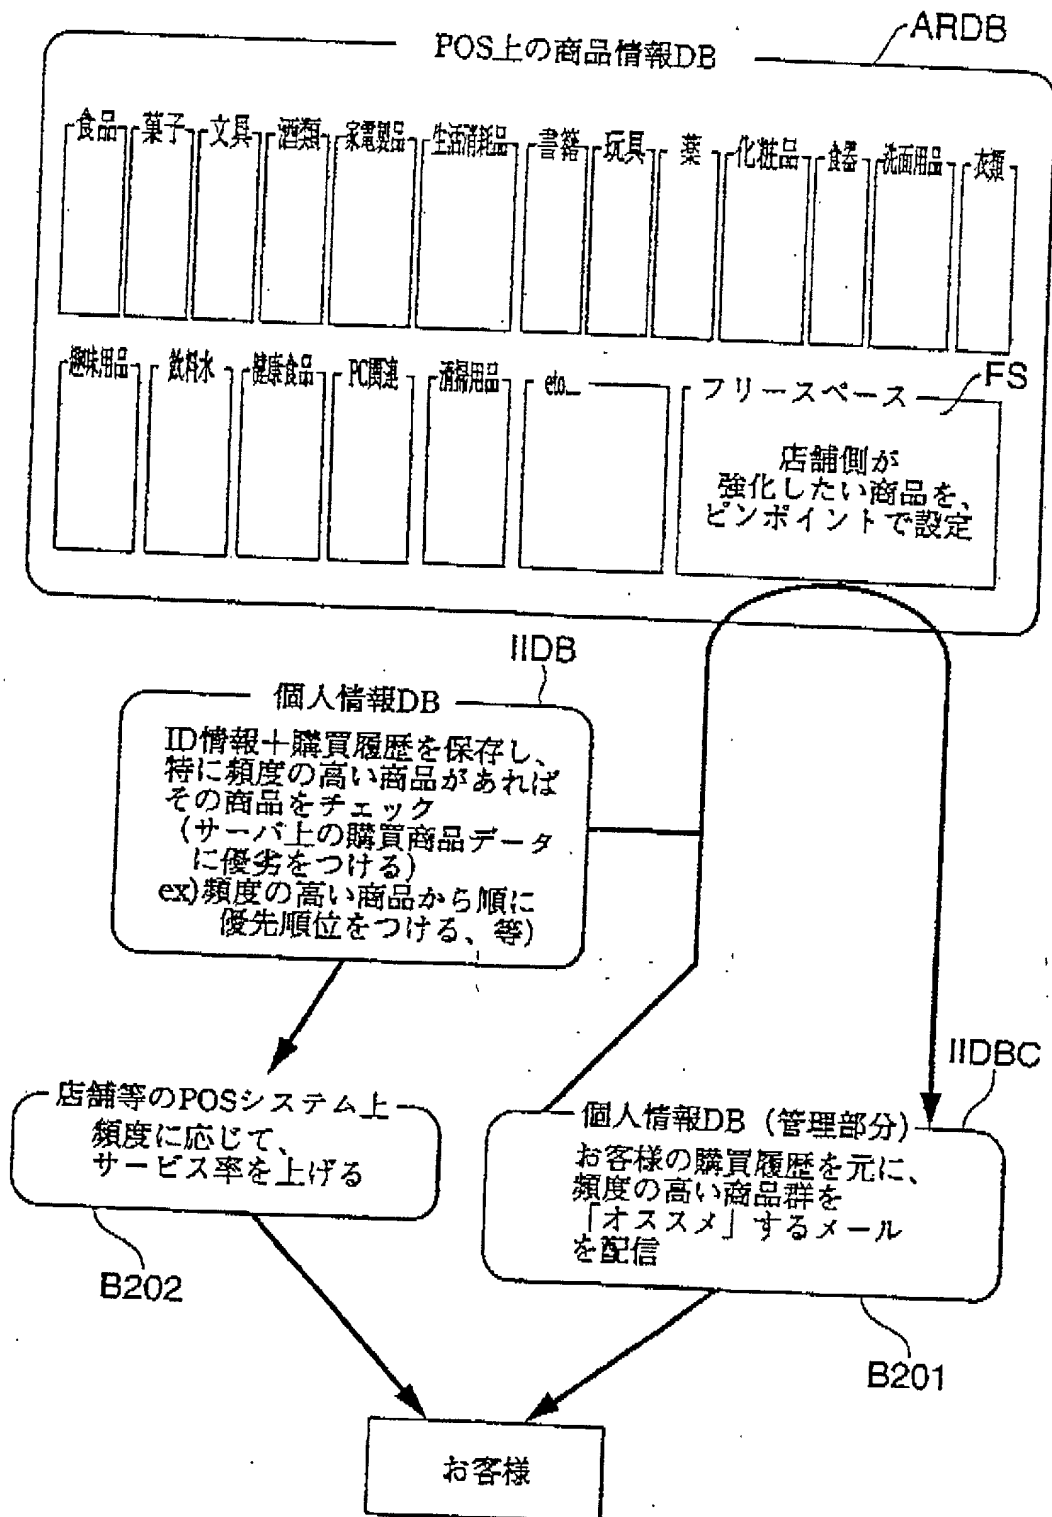 ARDB
POS上の商品情報DB
食品 菓子 文具 酒類 家電製品 生活消耗品 書籍 玩具 薬 化粧品 食器 洗面用品 衣類
趣味用品 飲料水 健康食品 PC関連 清掃用品 etc... フリースペース FS
店舗側が
強化したい商品を、
ピンポイントで設定
IIDB
個人情報DB
ID情報+購買履歴を保存し、
特に頻度の高い商品があれば
その商品をチェック
(サーバ上の購買商品データ
に優劣をつける)
ex)頻度の高い商品から順に
優先順位をつける、等)
IIDBC
店舗等のPOSシステム上
頻度に応じて、
サービス率を上げる
B202
個人情報DB(管理部分)
お客様の購買履歴を元に、
頻度の高い商品群を
「オススメ」するメール
を配信
B201
お客様